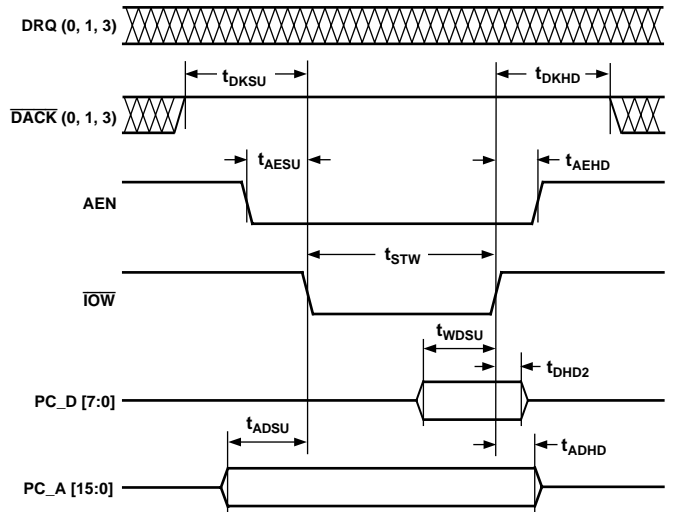 DRQ (0, 1, 3)
tDKSU
tDKHD
DACK (0, 1, 3)
tAESU
tAEHD
AEN
tSTW
IOW
tWDSU
tDHD2
PC_D [7:0]
tADSU
tADHD
PC_A [15:0]